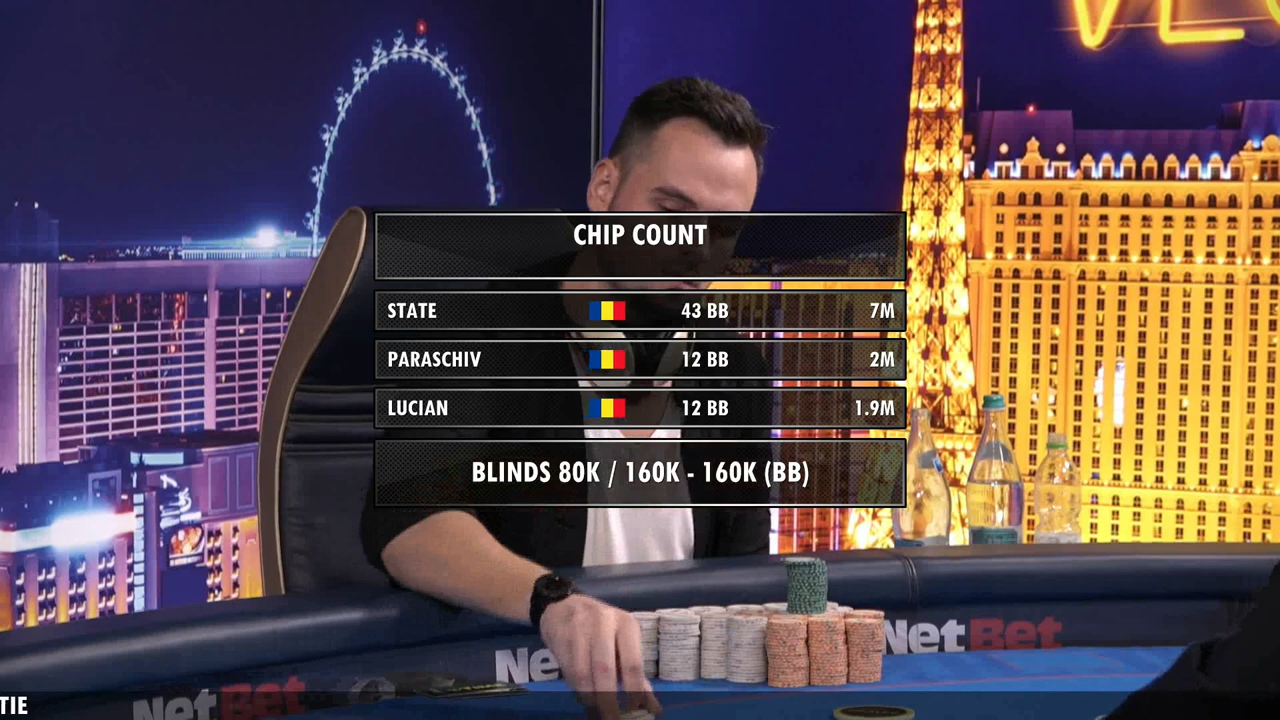 CHIP COUNT
STATE 43 BB 7M
PARASCHIV 12 BB 2M
LUCIAN 12 BB 1.9M
BLINDS 80K / 160K - 160K (BB)
NetBet
Ne
NetBet
TIE